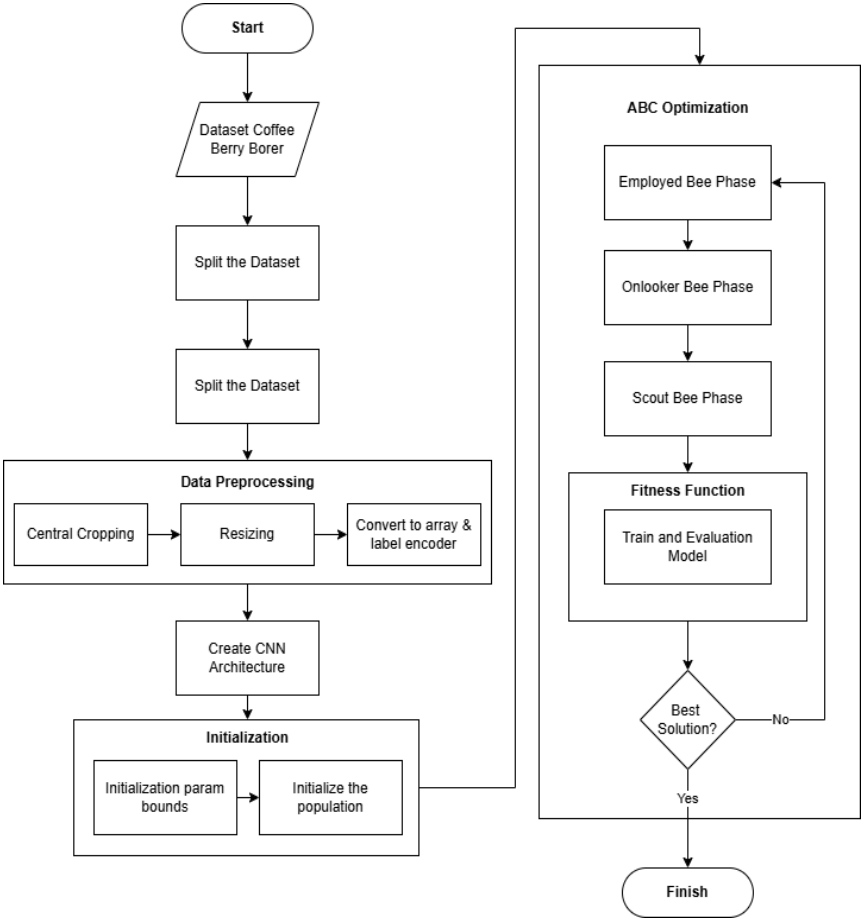 Start
Dataset Coffee
Berry Borer
Split the Dataset
Split the Dataset
Data Preprocessing
Central Cropping
Resizing
Convert to array &
label encoder
Create CNN
Architecture
Initialization
Initialization param
bounds
Initialize the
population
ABC Optimization
Employed Bee Phase
Onlooker Bee Phase
Scout Bee Phase
Fitness Function
Train and Evaluation
Model
Best
Solution?
No
Yes
Finish